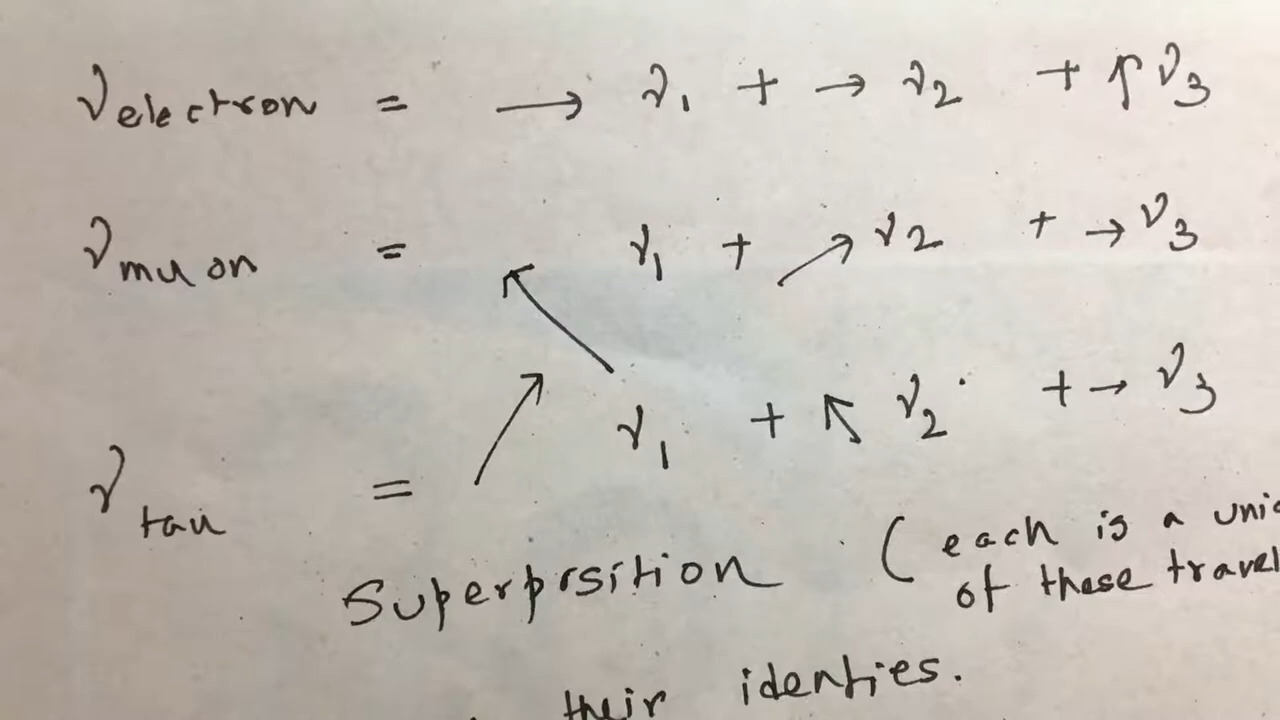 ν electron = → ν1 + → ν2 + ↑ ν3
ν muon = ↖ ν1 + ↗ ν2 + → ν3
ν tau = ↗ ν1 + ↖ ν2 + → ν3
Superposition ( each is a
of these travel
their identies.